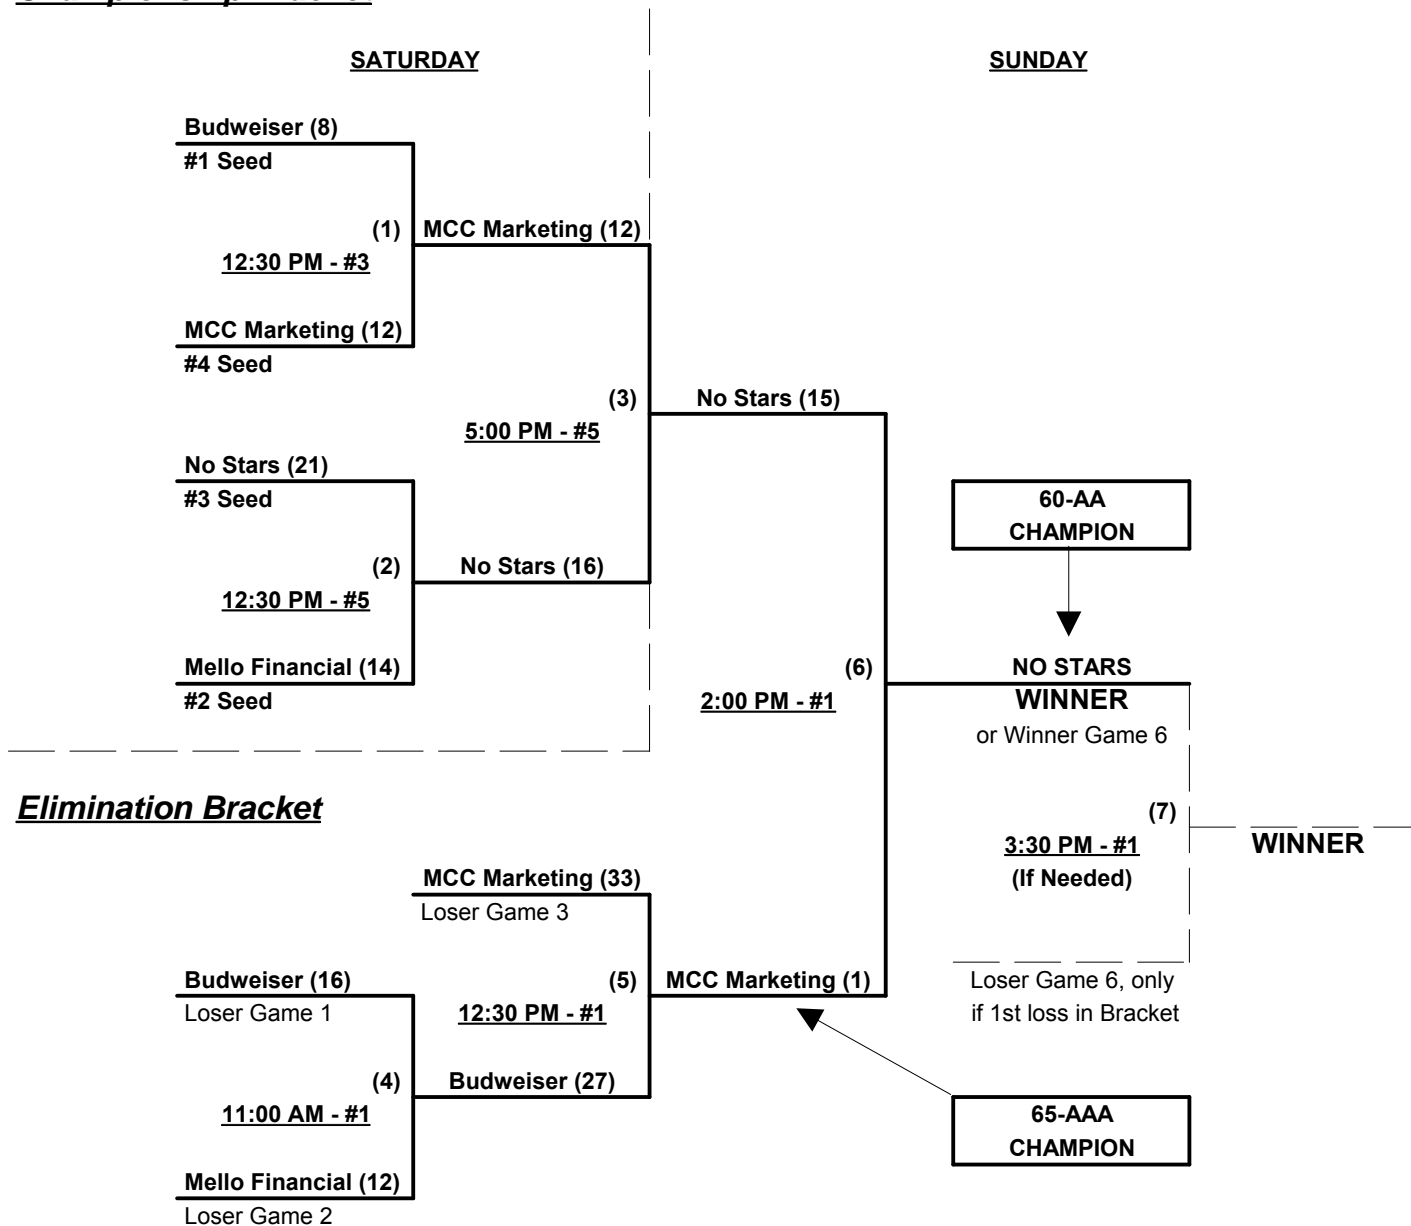 SATURDAY
SUNDAY
Budweiser (8)
#1 Seed
(1)
MCC Marketing (12)
12:30 PM - #3
MCC Marketing (12)
#4 Seed
(3)
No Stars (15)
5:00 PM - #5
No Stars (21)
#3 Seed
60-AA
CHAMPION
(2)
No Stars (16)
12:30 PM - #5
Mello Financial (14)
#2 Seed
(6)
2:00 PM - #1
NO STARS
WINNER
or Winner Game 6
Elimination Bracket
(7)
3:30 PM - #1
(If Needed)
WINNER
MCC Marketing (33)
Loser Game 3
Budweiser (16)
Loser Game 1
(5)
12:30 PM - #1
MCC Marketing (1)
Loser Game 6, only
if 1st loss in Bracket
(4)
Budweiser (27)
11:00 AM - #1
65-AAA
CHAMPION
Mello Financial (12)
Loser Game 2